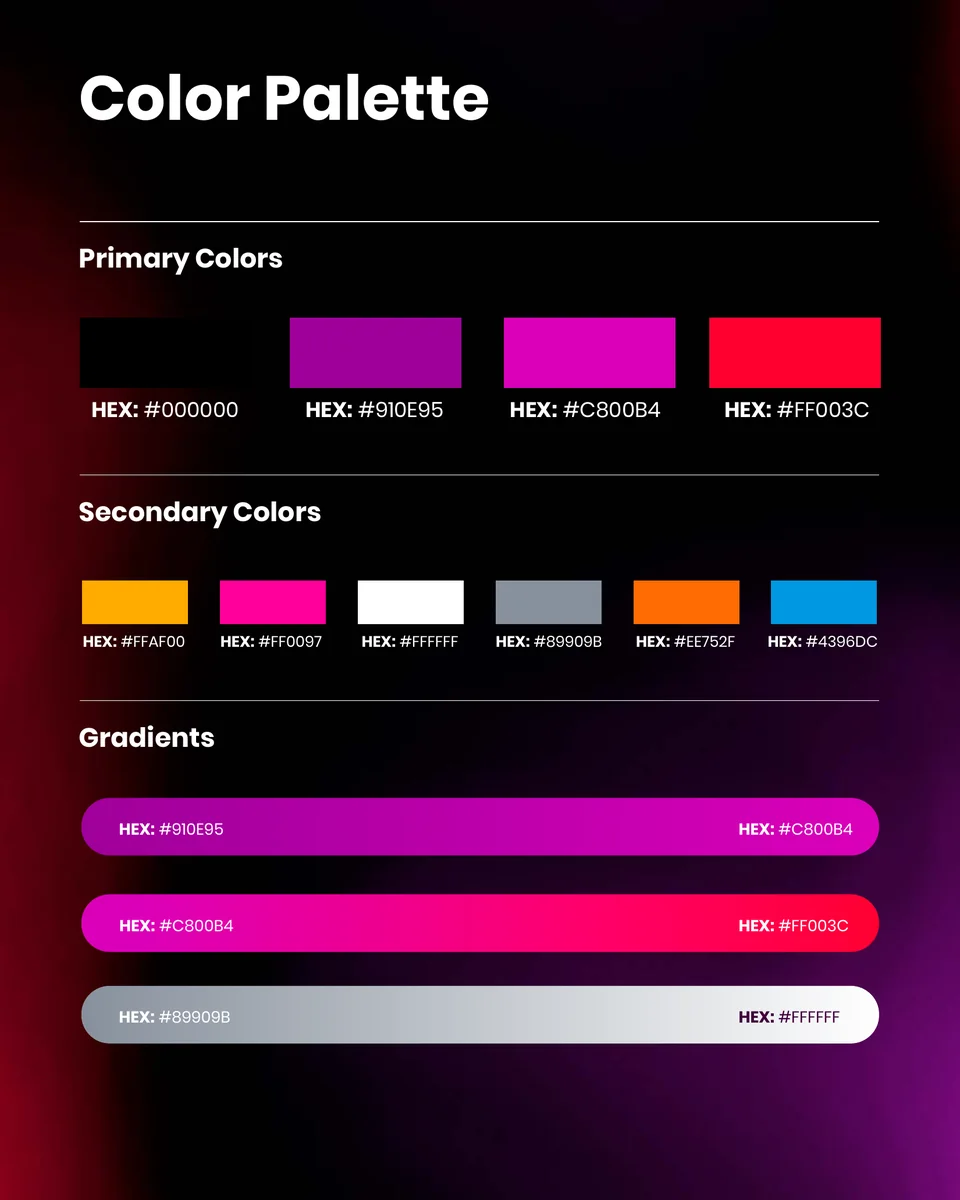 Color Palette
Primary Colors
HEX: #000000 HEX: #910E95 HEX: #C800B4 HEX: #FF003C
Secondary Colors
HEX: #FFAF00 HEX: #FF0097 HEX: #FFFFFF HEX: #89909B HEX: #EE752F HEX: #4396DC
Gradients
HEX: #910E95 HEX: #C800B4
HEX: #C800B4 HEX: #FF003C
HEX: #89909B HEX: #FFFFFF